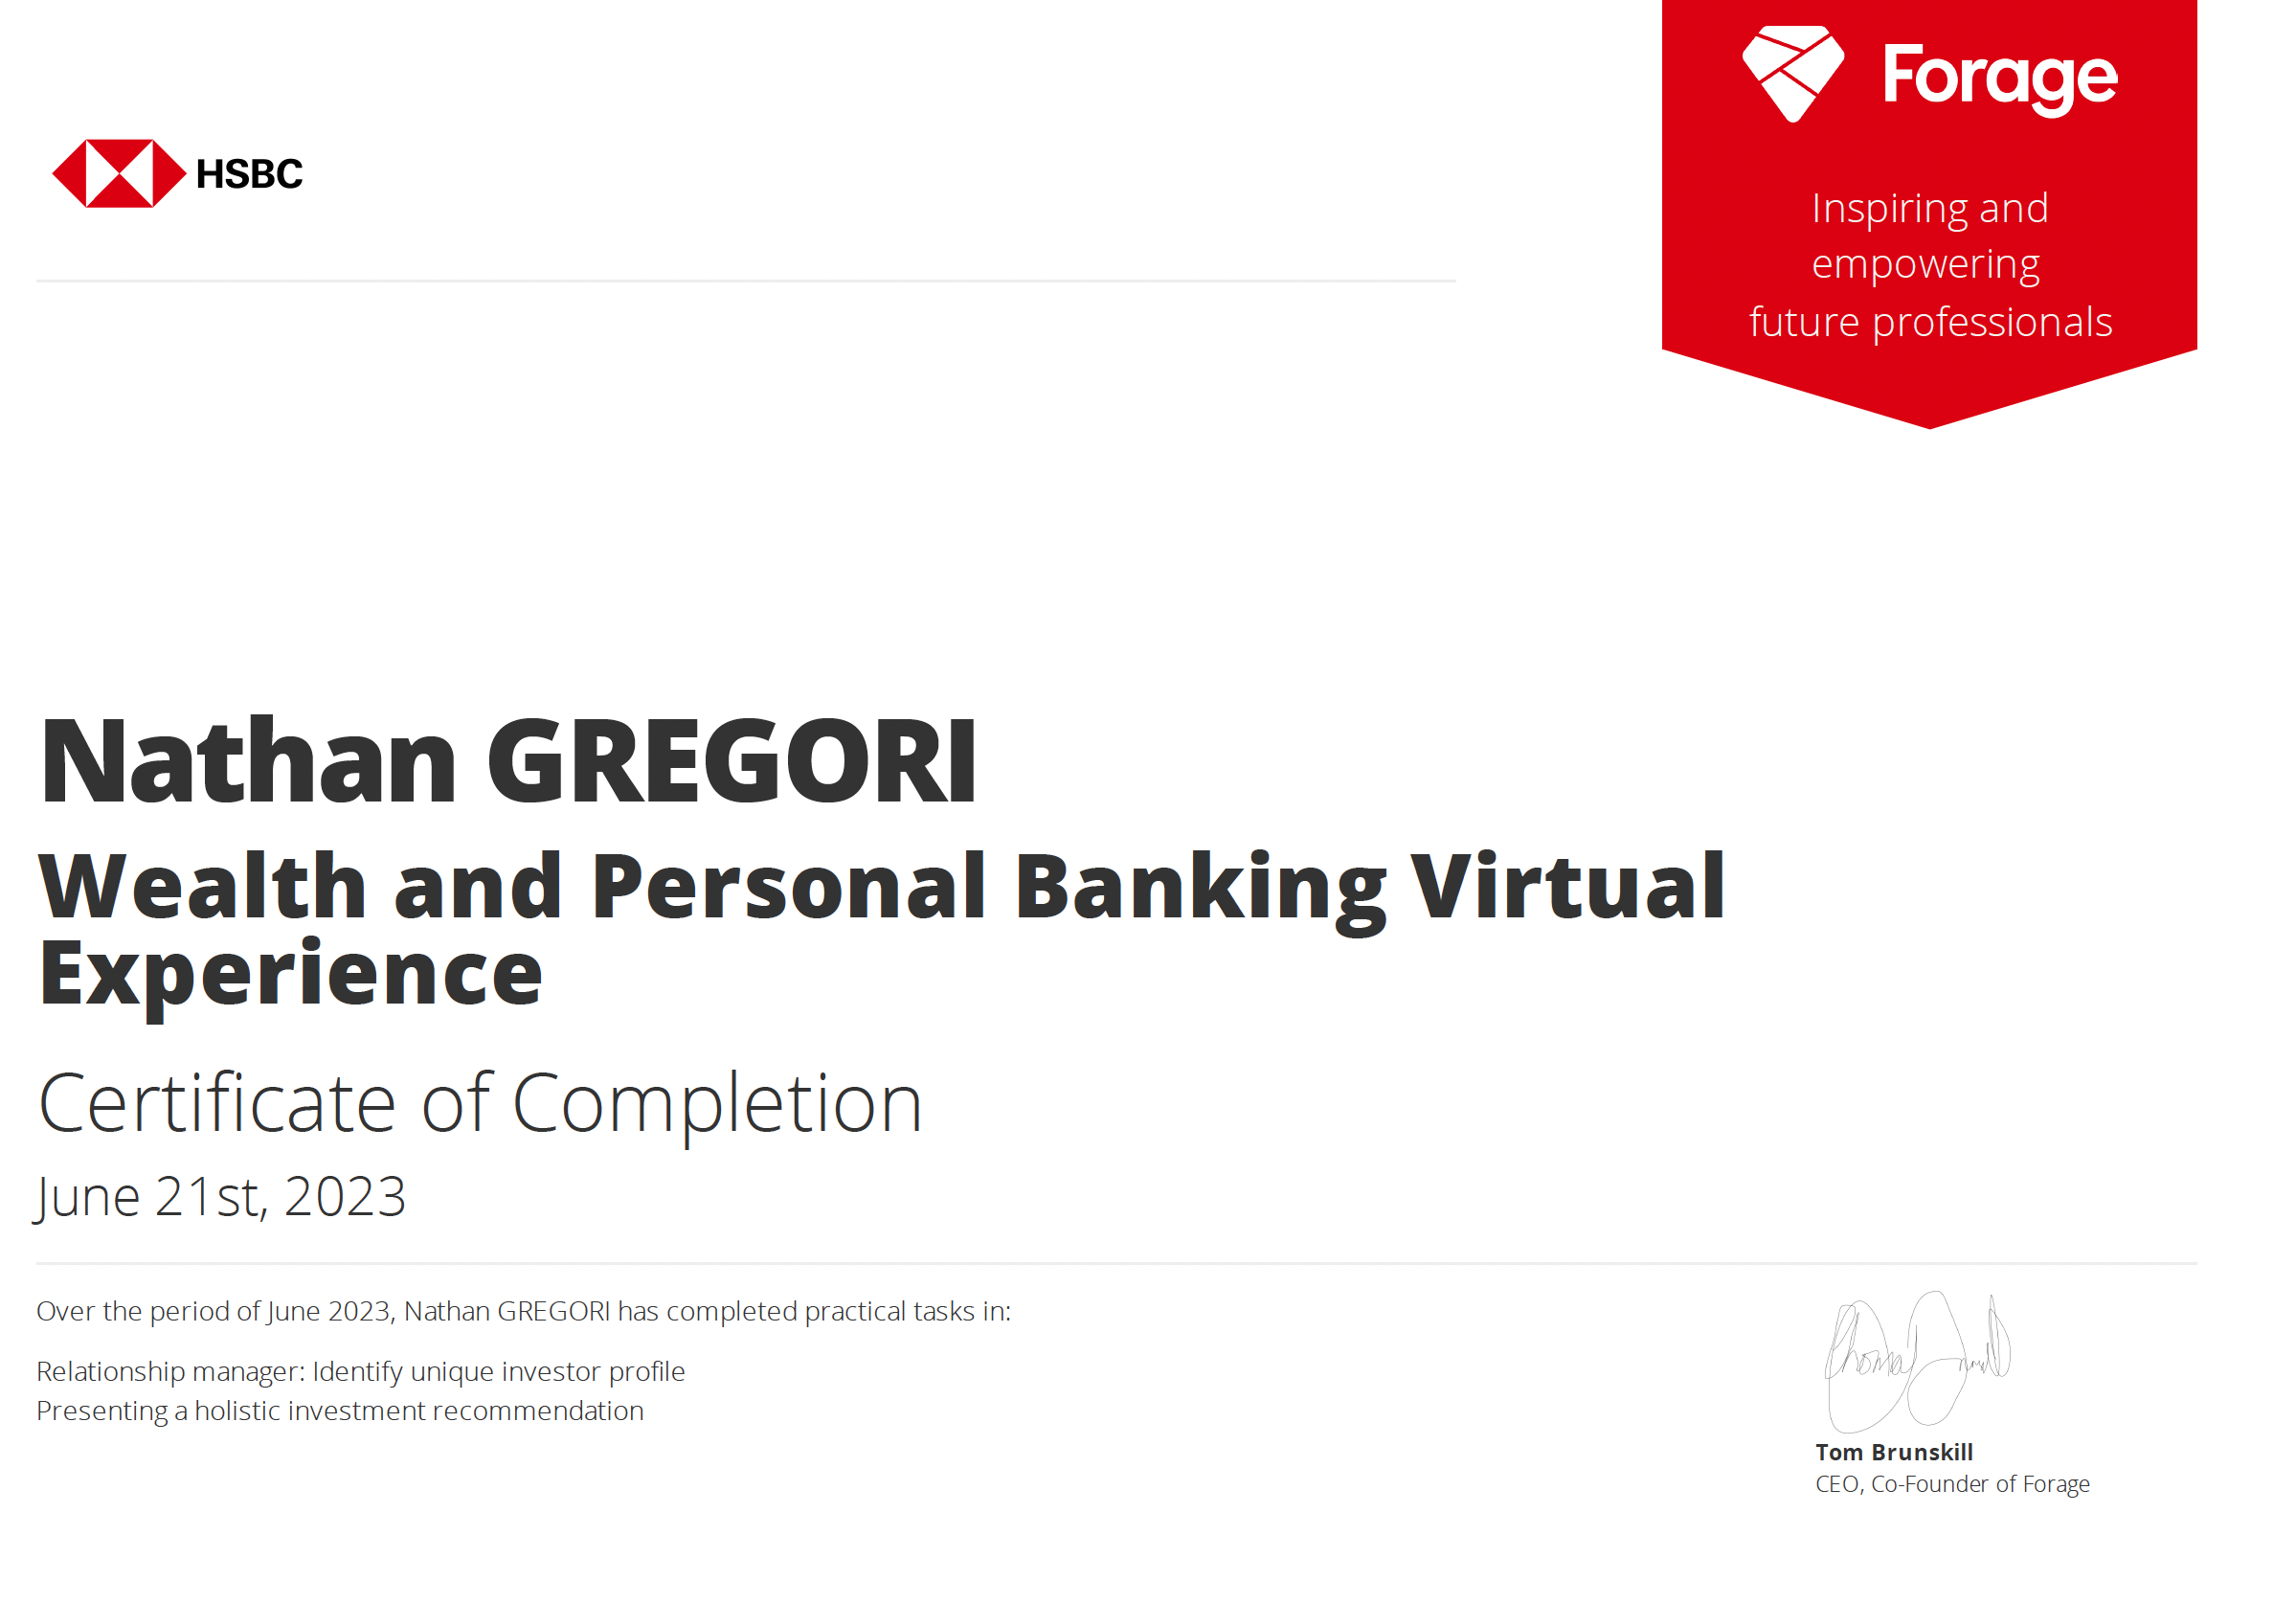 HSBC
Forage
Inspiring and
empowering
future professionals
Nathan GREGORI
Wealth and Personal Banking Virtual
Experience
Certificate of Completion
June 21st, 2023
Over the period of June 2023, Nathan GREGORI has completed practical tasks in:
Relationship manager: Identify unique investor profile
Presenting a holistic investment recommendation
Tom Brunskill
CEO, Co-Founder of Forage